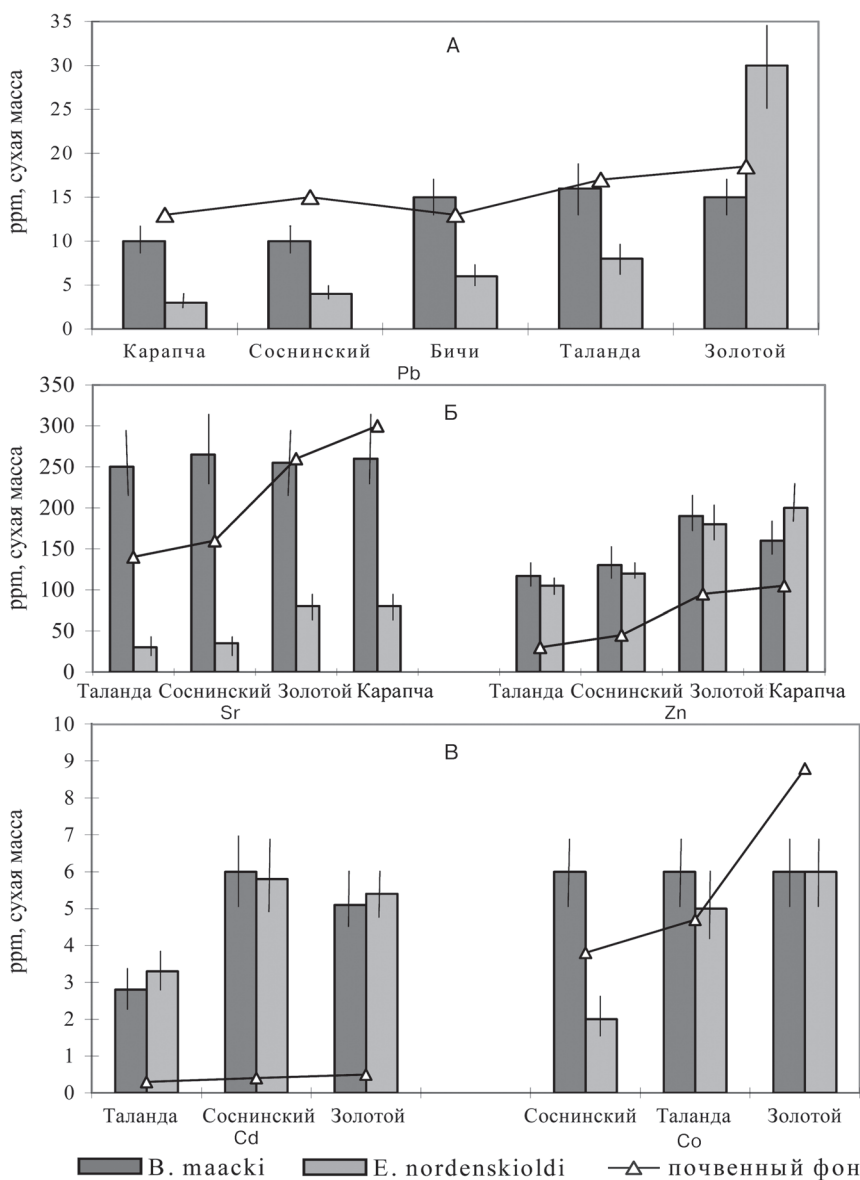 А
ppm, сухая масса
35
30
25
20
15
10
5
0
Карапча Соснинский Бичи Таланда Золотой
Pb
Б
ppm, сухая масса
350
300
250
200
150
100
50
0
Таланда Соснинский Золотой Карапча Таланда Соснинский Золотой Карапча
Sr Zn
В
ppm, сухая масса
10
9
8
7
6
5
4
3
2
1
0
Таланда Соснинский Золотой Соснинский Таланда Золотой
Cd Co
B. maacki E. nordenskioldi почвенный фон